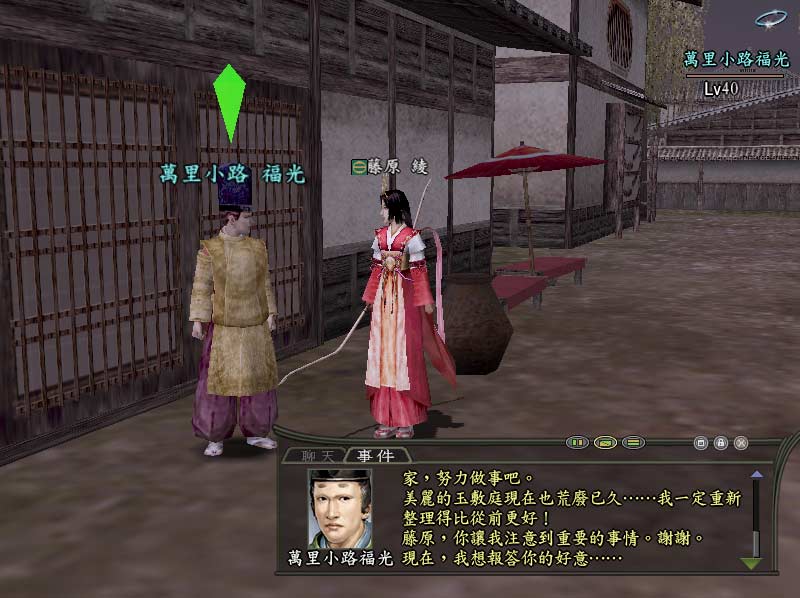 萬里小路福光
Lv40
萬里小路 福光
藤原 綾
聊天 事件
家，努力做事吧。
美麗的玉敷庭現在也荒廢已久……我一定重新
整理得比從前更好！
藤原，你讓我注意到重要的事情。謝謝。
萬里小路福光 現在，我想報答你的好意……